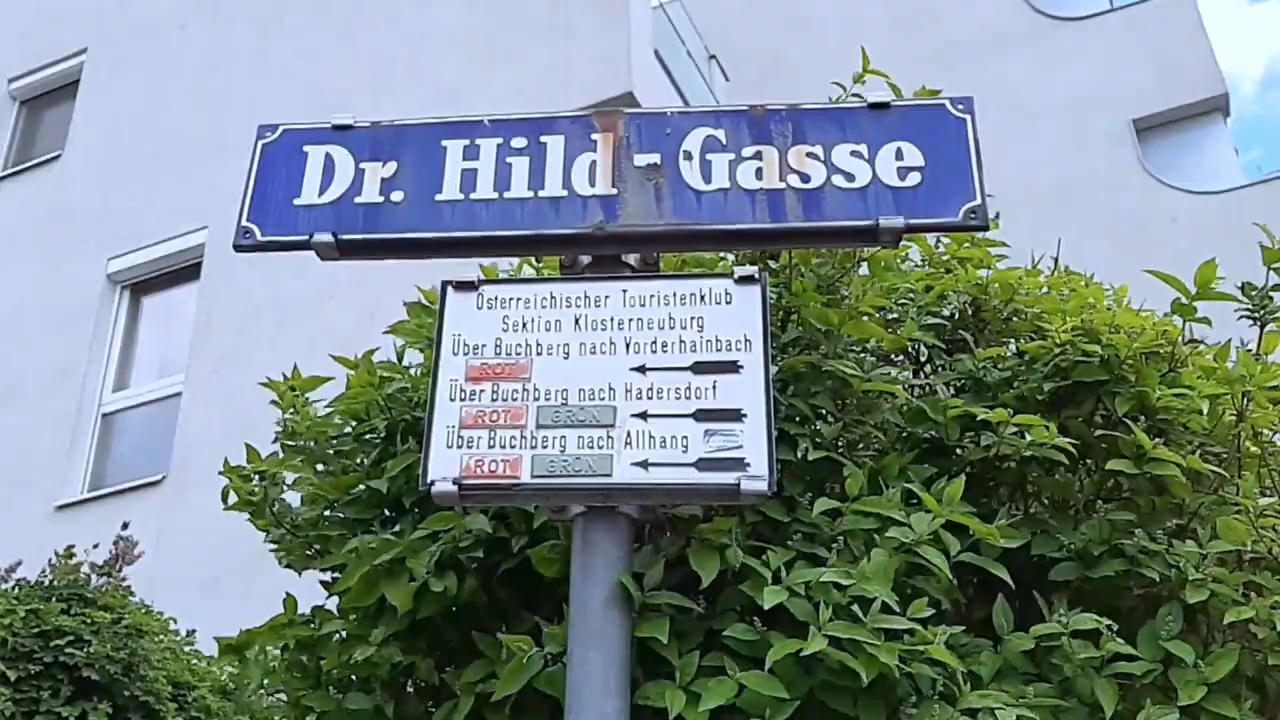 Dr. Hild - Gasse
Österreichischer Touristenklub
Sektion Klosterneuburg
Über Buchberg nach Vorderhainbach
ROT
Über Buchberg nach Hadersdorf
ROT GRÜN
Über Buchberg nach Allhang
ROT GRÜN